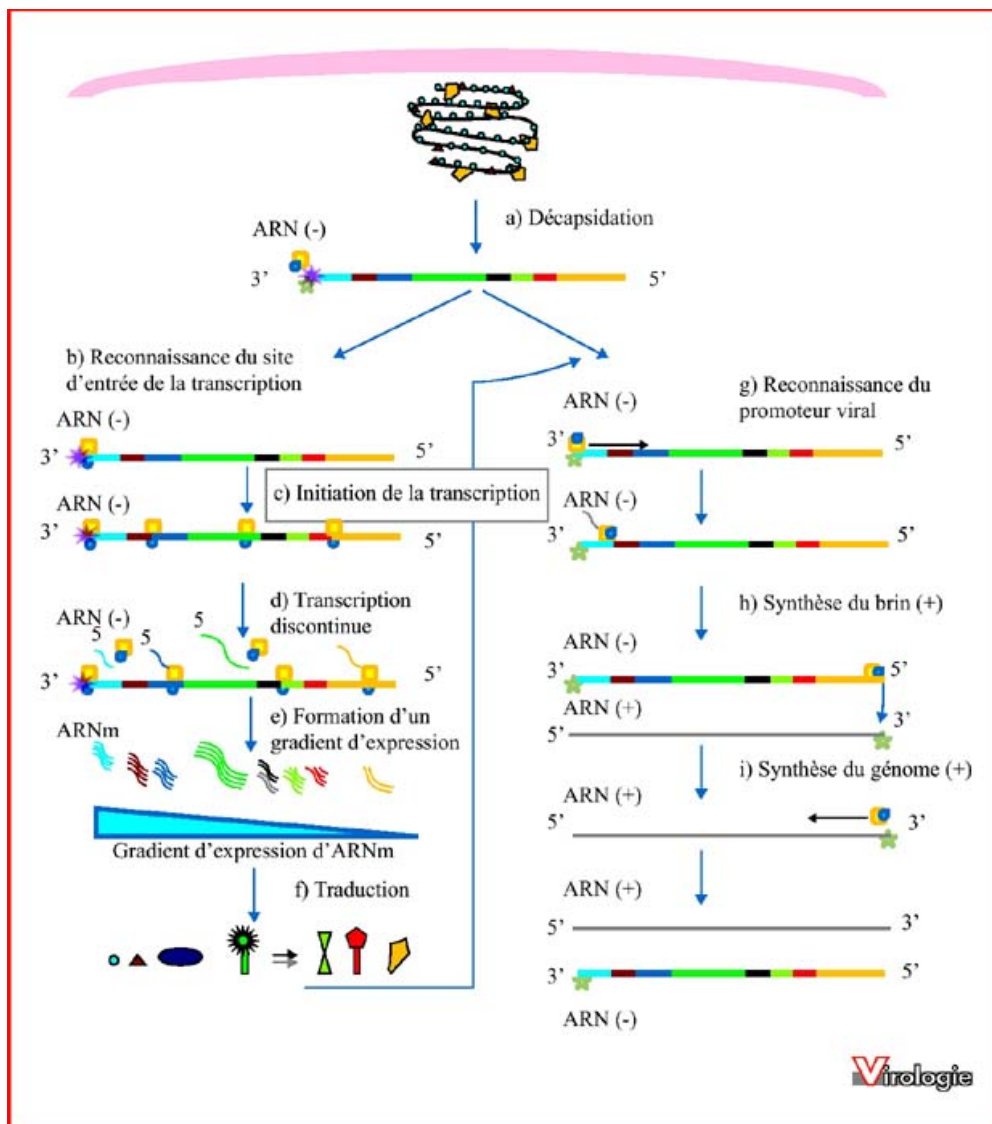 a) Décapsidation
ARN (-)
3’
5’
b) Reconnaissance du site
d’entrée de la transcription
ARN (-)
3’
5’
c) Initiation de la transcription
ARN (-)
3’
5’
d) Transcription
discontinue
ARN (-)
5
5
5
3’
5’
e) Formation d’un
gradient d’expression
ARNm
Gradient d’expression d’ARNm
f) Traduction
g) Reconnaissance du
promoteur viral
ARN (-)
3’
5’
ARN (-)
3’
5’
h) Synthèse du brin (+)
ARN (-)
3’
5’
ARN (+)
5’
3’
i) Synthèse du génome (+)
ARN (+)
5’
3’
ARN (+)
5’
3’
3’
5’
ARN (-)
Virologie